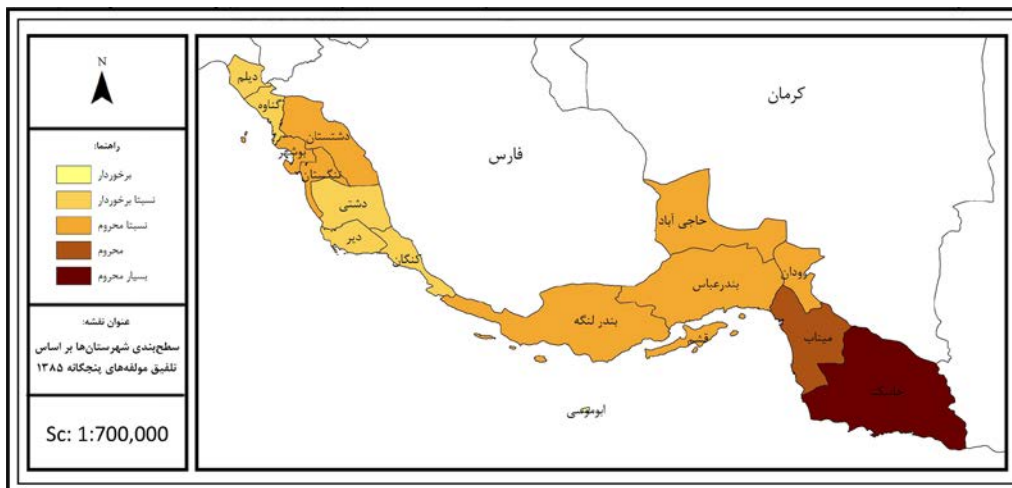 N
راهنما:
برخوردار
نسبتا برخوردار
نسبتا محروم
محروم
بسیار محروم
عنوان نقشه:
سطح‌بندی شهرستان‌ها بر اساس
تلفیق مولفه‌های پنجگانه ۱۳۸۵
Sc: 1:700,000
دیلم
گناوه
دشتستان
بوشهر
تنگستان
دشتی
دیر
کنگان
فارس
کرمان
حاجی آباد
رودان
بندرعباس
بندر لنگه
قشم
میناب
جاسک
ابوموسی